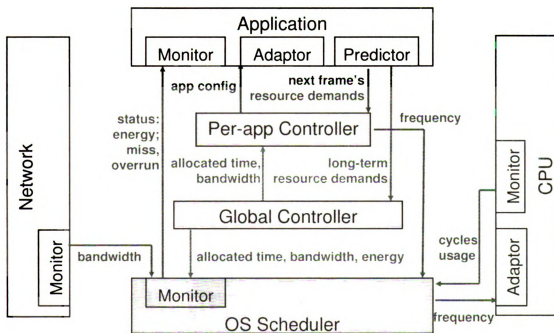 Application
Monitor
Adaptor
Predictor
app config
next frame's
resource demands
status:
energy;
miss,
overrun
Per-app Controller
frequency
allocated time,
bandwidth
long-term
resource demands
Global Controller
Network
Monitor
bandwidth
allocated time, bandwidth, energy
cycles
usage
Monitor
CPU
Adaptor
Monitor
OS Scheduler
frequency